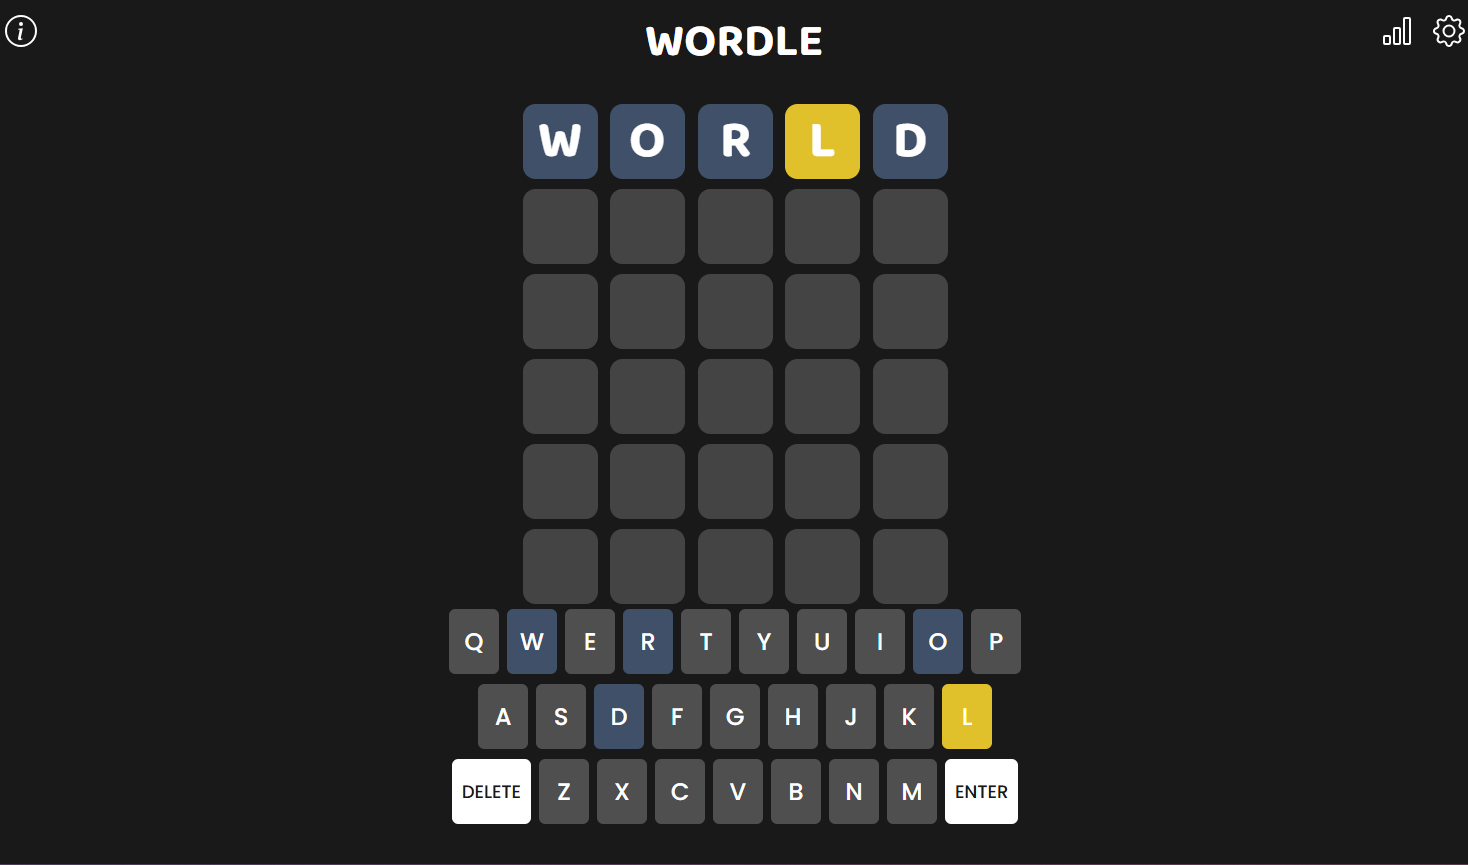 i
WORDLE
W O R L D
Q W E R T Y U I O P
A S D F G H J K L
DELETE Z X C V B N M ENTER